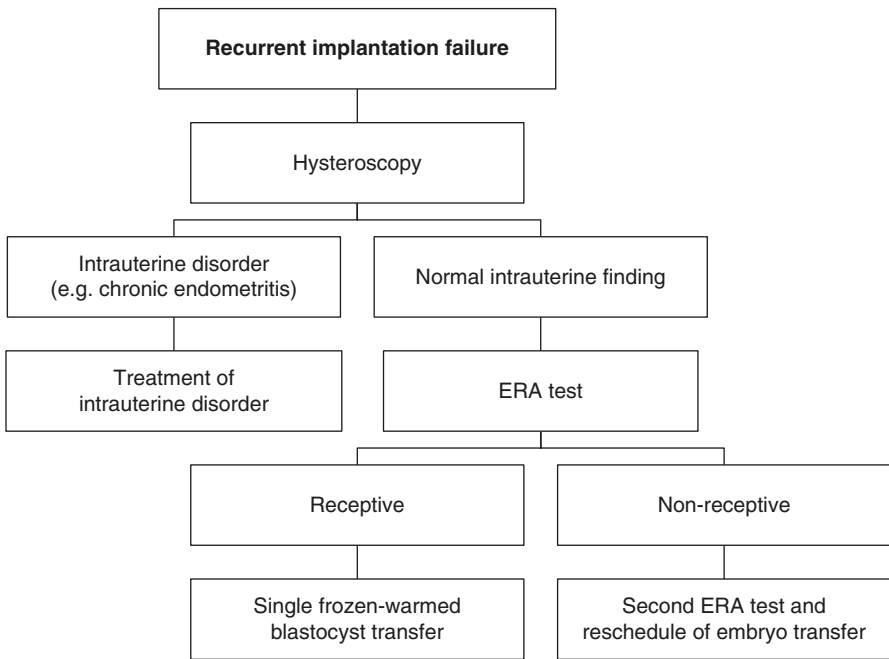 Recurrent implantation failure
Hysteroscopy
Intrauterine disorder
(e.g. chronic endometritis)
Normal intrauterine finding
Treatment of
intrauterine disorder
ERA test
Receptive
Non-receptive
Single frozen-warmed
blastocyst transfer
Second ERA test and
reschedule of embryo transfer